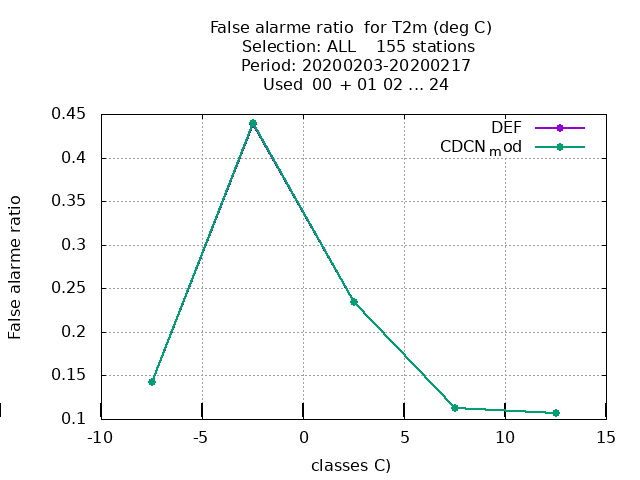 False alarme ratio  for T2m (deg C)
Selection: ALL    155 stations
Period: 20200203-20200217
Used  00 + 01 02 ... 24
DEF
CDCNmod
0.45
0.4
0.35
0.3
0.25
0.2
0.15
0.1
False alarme ratio
-10 -5 0 5 10 15
classes C)